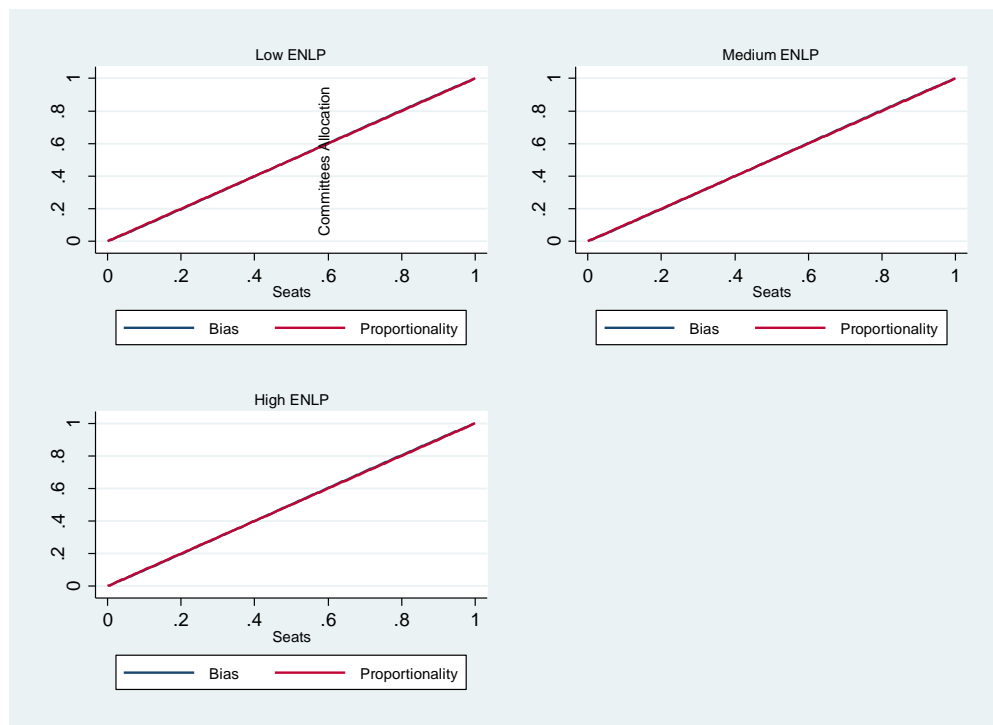 Low ENLP
1
.8
.6
.4
.2
0
Committees Allocation
0 .2 .4 .6 .8 1
Seats
Bias Proportionality
Medium ENLP
1
.8
.6
.4
.2
0
0 .2 .4 .6 .8 1
Seats
Bias Proportionality
High ENLP
1
.8
.6
.4
.2
0
0 .2 .4 .6 .8 1
Seats
Bias Proportionality